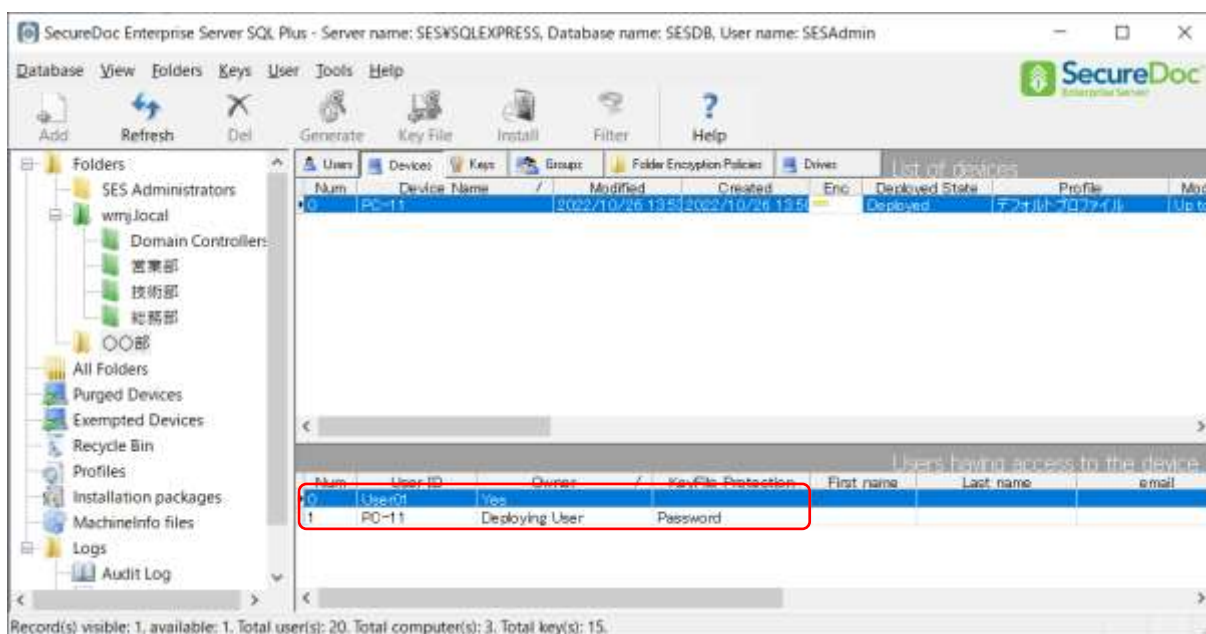 SecureDoc Enterprise Server SQL Plus - Server name: SES¥SQLEXPRESS, Database name: SESDB, User name: SESAdmin
Database View Folders Keys User Tools Help
SecureDoc
Enterprise Server
Add Refresh Del Generate Key File Install Filter Help
Folders
SES Administrators
wmj.local
Domain Controllers
営業部
技術部
総務部
〇〇部
All Folders
Purged Devices
Exempted Devices
Recycle Bin
Profiles
Installation packages
MachineInfo files
Logs
Audit Log
Users Devices Keys Groups Folder Encryption Policies Drives List of devices
Num Device Name / Modified Created Enc Deployed State Profile Mod
0 PC-11 2022/10/26 13:5 2022/10/26 13:5 Deployed デフォルトプロファイル Up to
Users having access to the device
Num User ID Owner / KeyFile Protection First name Last name email
0 User01 Yes
1 PC-11 Deploying User Password
Record(s) visible: 1, available: 1. Total user(s): 20. Total computer(s): 3. Total key(s): 15.